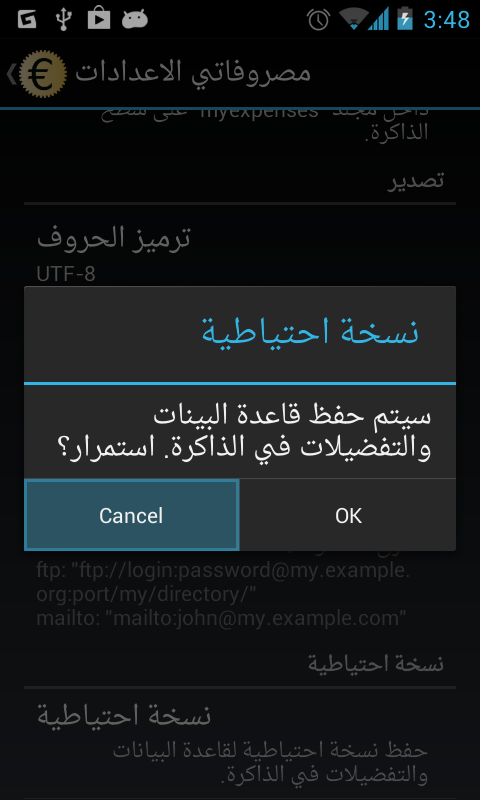 3:48
مصروفاتي الاعدادات
داخل مجلد "myexpenses" على سطح
الذاكرة.
تصدير
ترميز الحروف
UTF-8
نسخة احتياطية
سيتم حفظ قاعدة البينات
والتفضيلات في الذاكرة. استمرار؟
Cancel
OK
ftp: "ftp://login:password@my.example.
org:port/my/directory/"
mailto: "mailto:john@my.example.com"
نسخة احتياطية
نسخة احتياطية
حفظ نسخة احتياطية لقاعدة البيانات
والتفضيلات في الذاكرة.